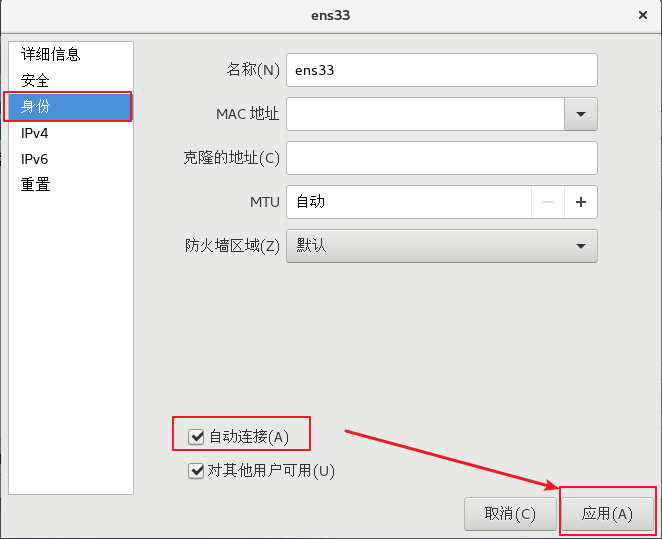 ens33
详细信息
安全
身份
IPv4
IPv6
重置
名称(N) ens33
MAC 地址
克隆的地址(C)
MTU 自动
防火墙区域(Z) 默认
自动连接(A)
对其他用户可用(U)
取消(C) 应用(A)